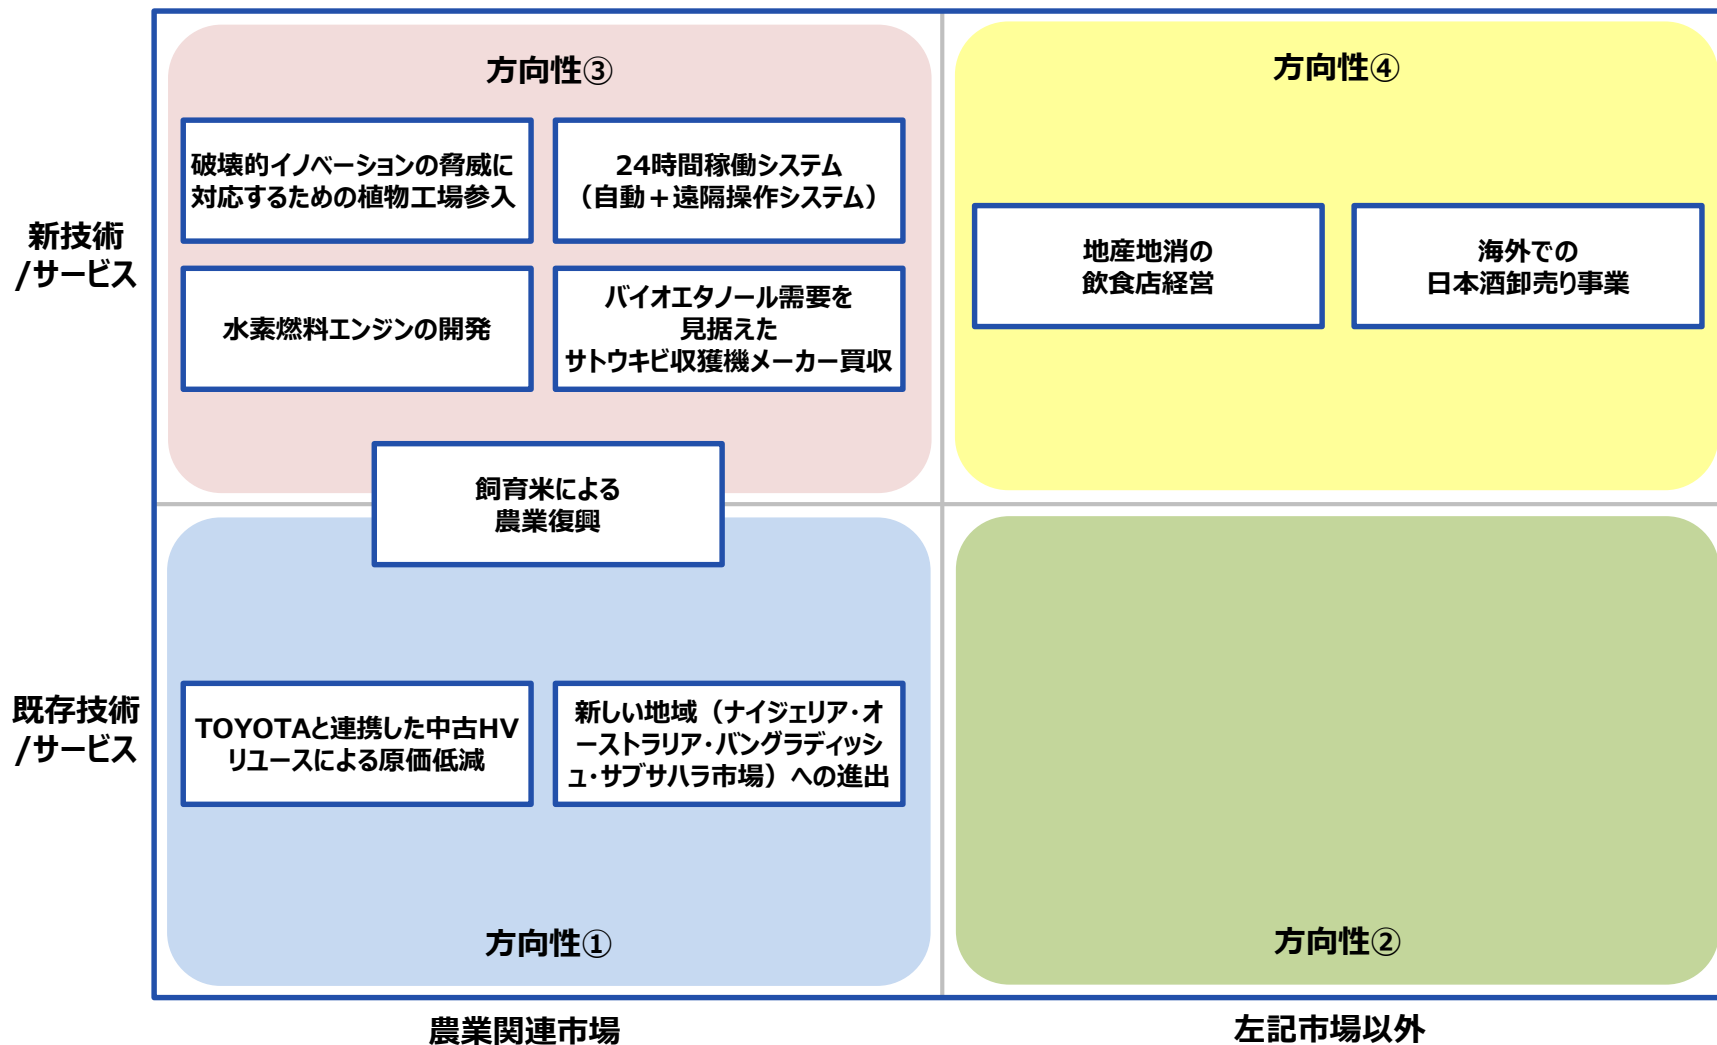 新技術
/サービス
方向性③
破壊的イノベーションの脅威に
対応するための植物工場参入
24時間稼働システム
（自動＋遠隔操作システム）
水素燃料エンジンの開発
バイオエタノール需要を
見据えた
サトウキビ収獲機メーカー買収
方向性④
地産地消の
飲食店経営
海外での
日本酒卸売り事業
飼育米による
農業復興
既存技術
/サービス
TOYOTAと連携した中古HV
リユースによる原価低減
新しい地域（ナイジェリア・オ
ーストラリア・バングラディッシ
ュ・サブサハラ市場）への進出
方向性①
方向性②
農業関連市場
左記市場以外